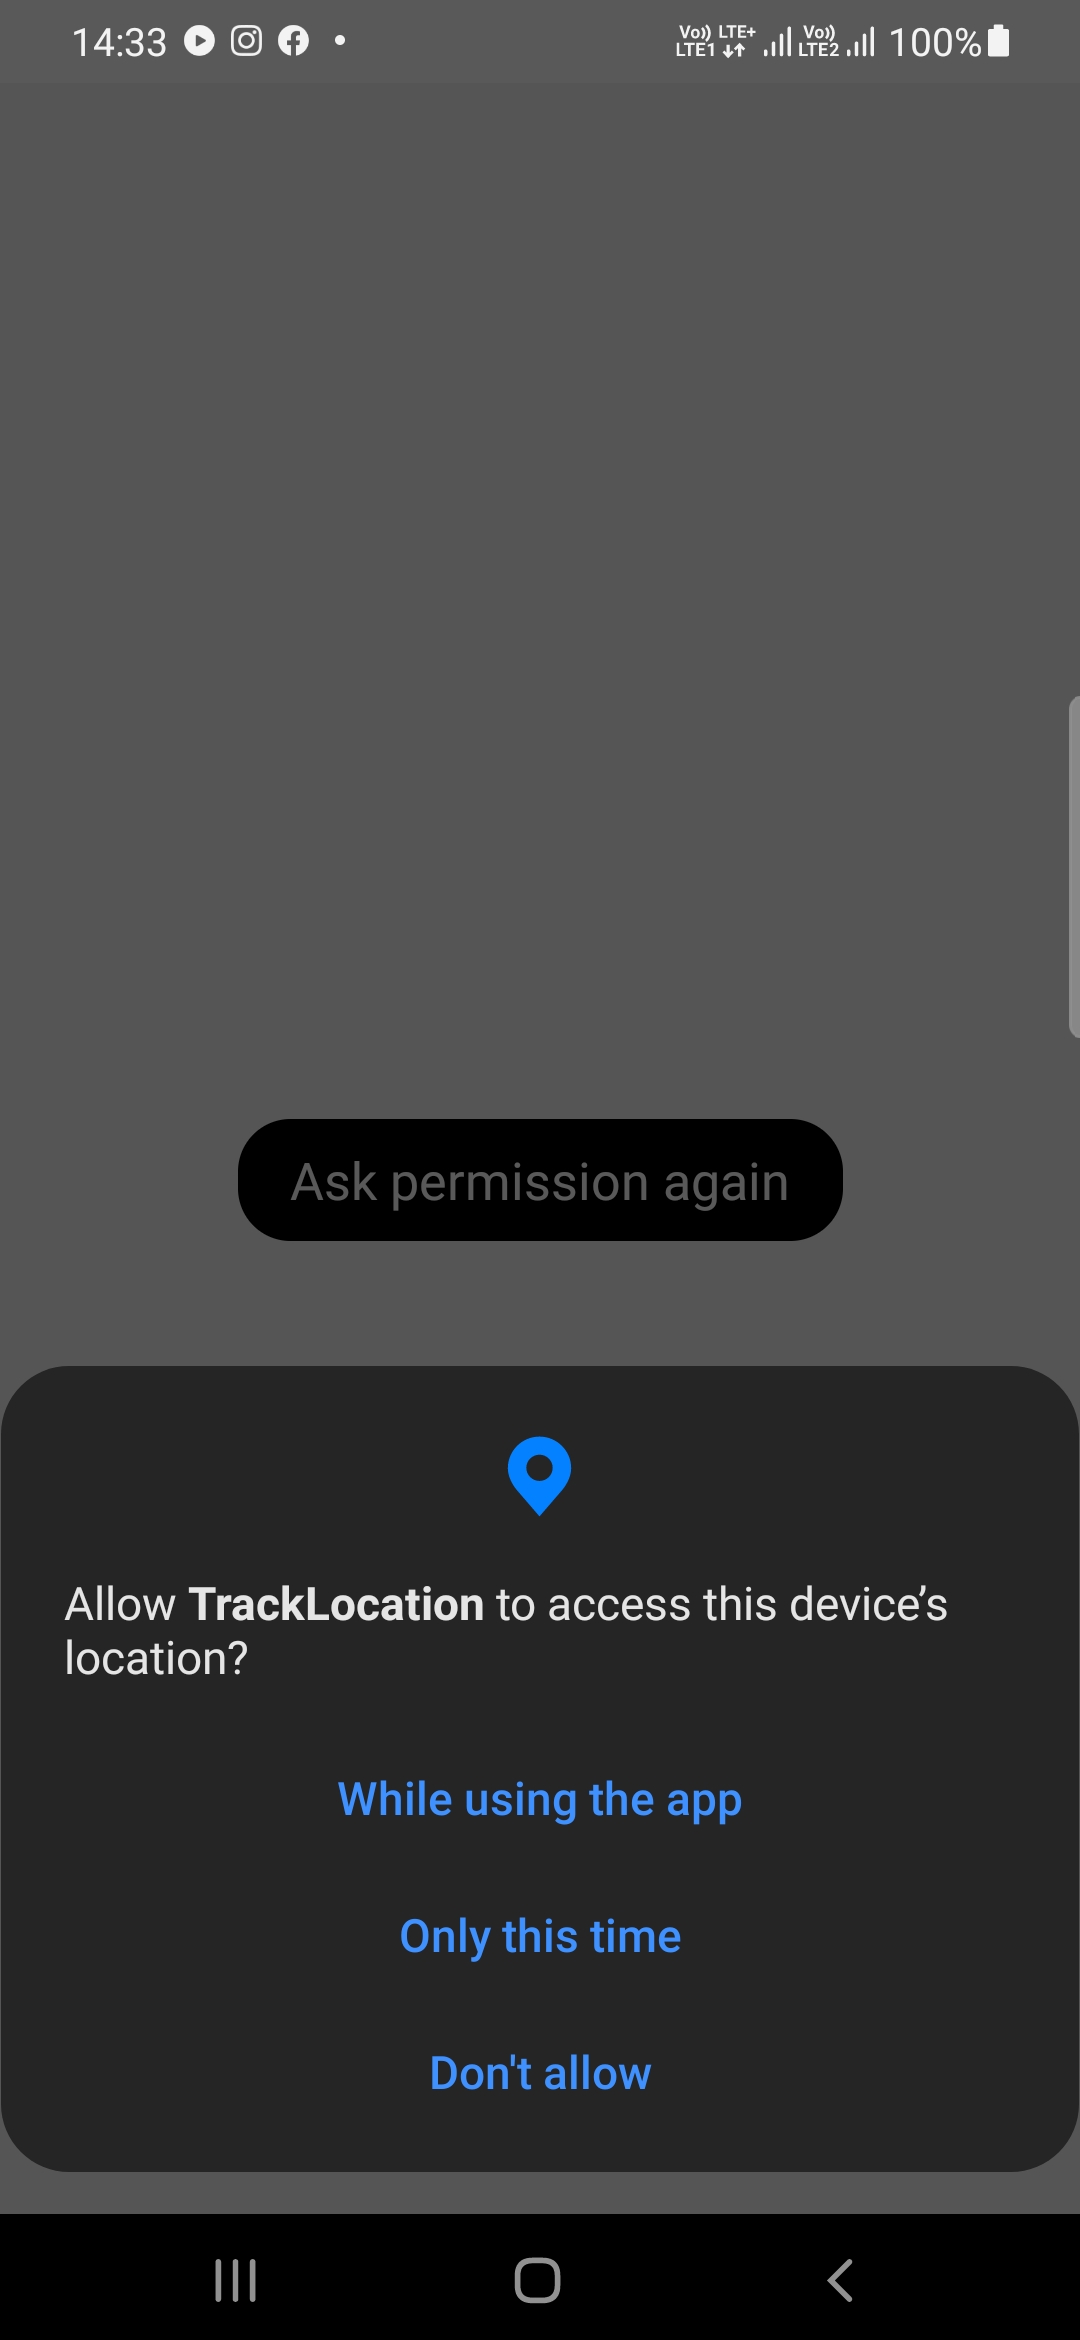 14:33
Vo)) LTE+ Vo))
LTE1 LTE2 100%
Ask permission again
Allow TrackLocation to access this device’s
location?
While using the app
Only this time
Don't allow